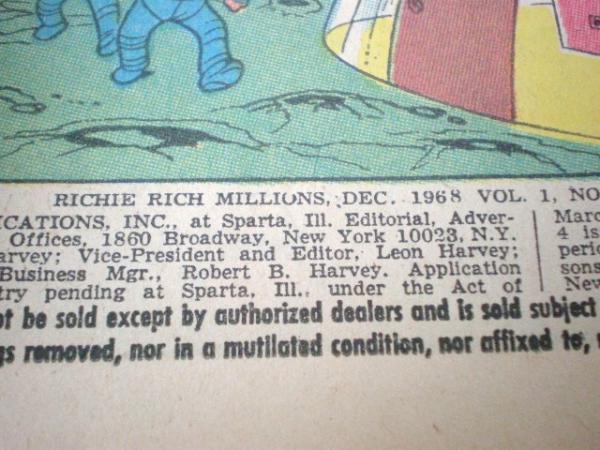 RICHIE RICH MILLIONS, DEC. 1968 VOL. 1, NO
ICATIONS, INC., at Sparta, Ill. Editorial, Adver-
Offices, 1860 Broadway, New York 10023, N.Y.
arvey; Vice-President and Editor, Leon Harvey;
Business Mgr., Robert B. Harvey. Application
try pending at Sparta, Ill. under the Act of
Marc
4 is
perio
sons
New
ot be sold except by authorized dealers and is sold subject
gs removed, nor in a mutilated condition, nor affixed to,